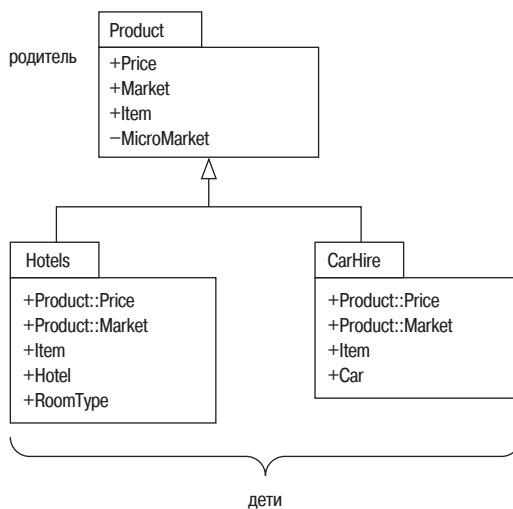 Product
родитель
+Price
+Market
+Item
−MicroMarket
Hotels
+Product::Price
+Product::Market
+Item
+Hotel
+RoomType
CarHire
+Product::Price
+Product::Market
+Item
+Car
дети